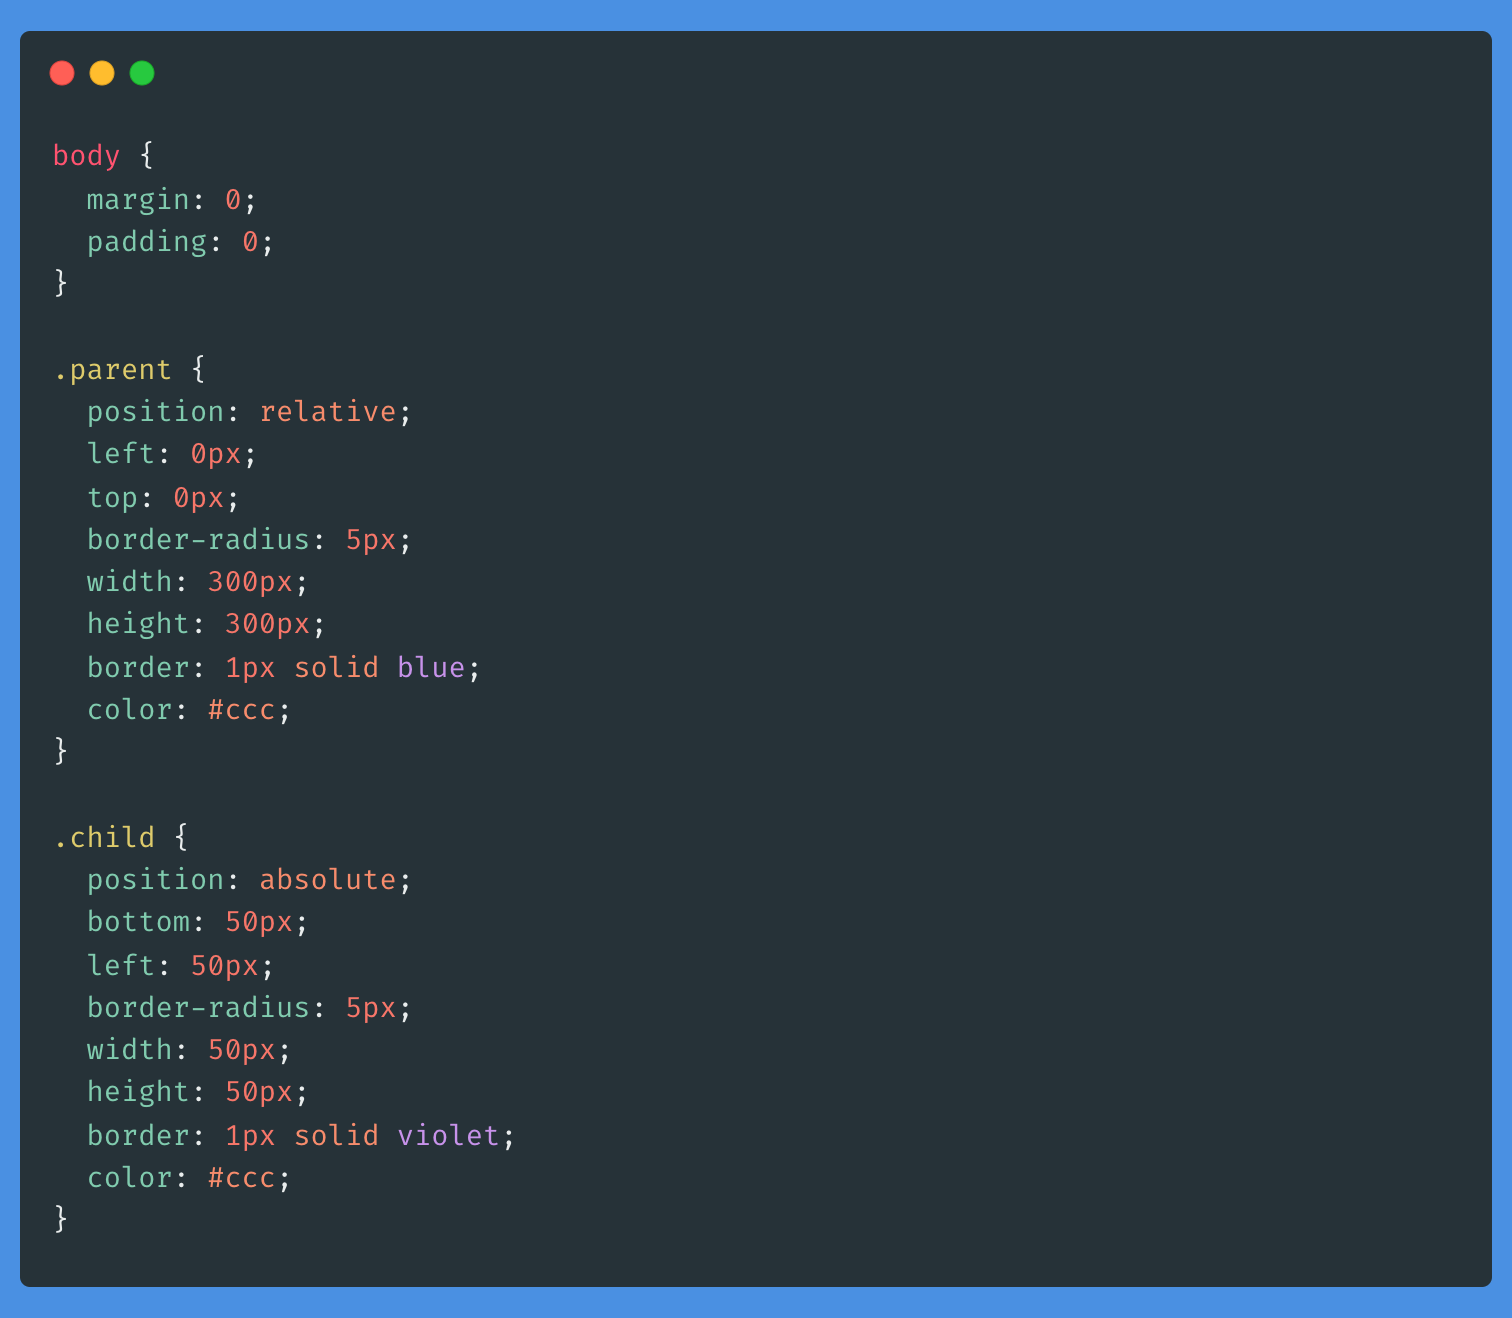 body {
  margin: 0;
  padding: 0;
}

.parent {
  position: relative;
  left: 0px;
  top: 0px;
  border-radius: 5px;
  width: 300px;
  height: 300px;
  border: 1px solid blue;
  color: #ccc;
}

.child {
  position: absolute;
  bottom: 50px;
  left: 50px;
  border-radius: 5px;
  width: 50px;
  height: 50px;
  border: 1px solid violet;
  color: #ccc;
}